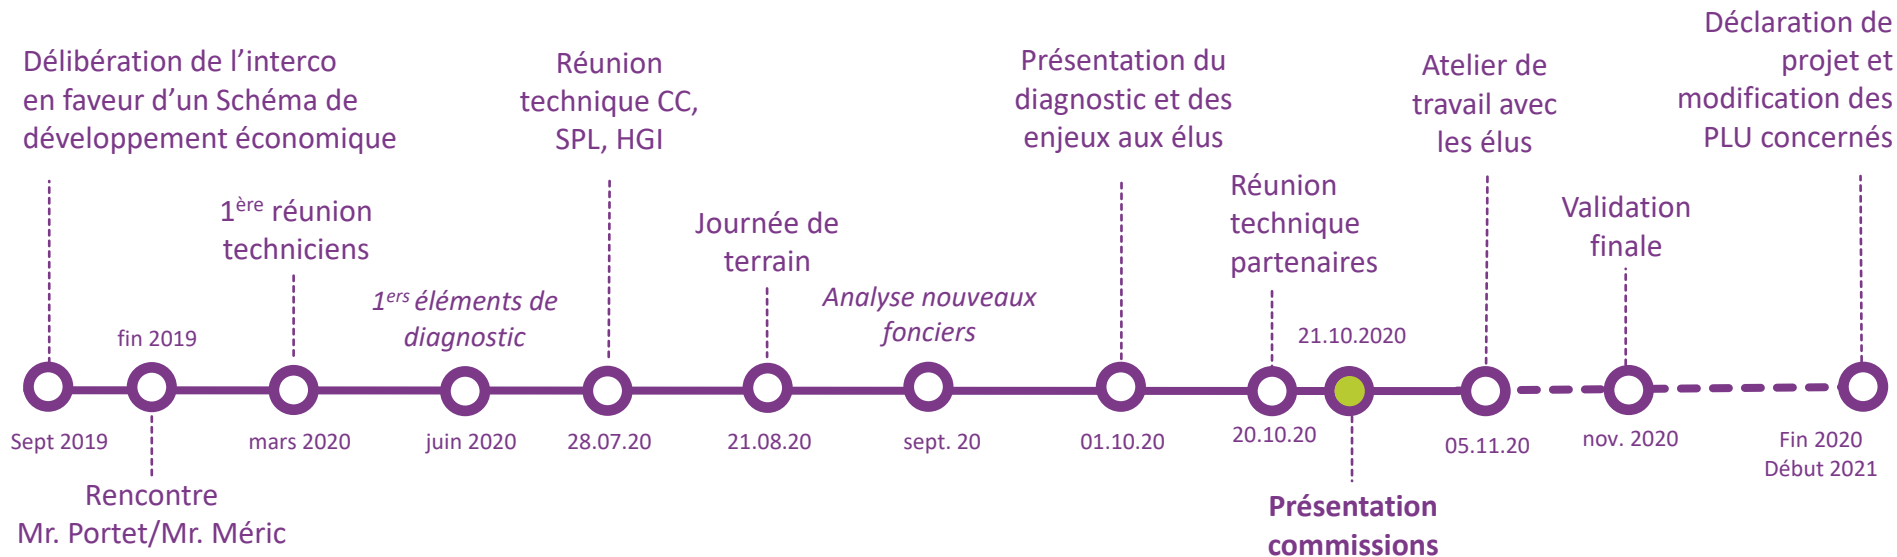 Délibération de l’interco
en faveur d’un Schéma de
développement économique
Sept 2019
fin 2019
Rencontre
Mr. Portet/Mr. Méric
1ère réunion
techniciens
mars 2020
1ers éléments de
diagnostic
juin 2020
Réunion
technique CC,
SPL, HGI
28.07.20
Journée de
terrain
21.08.20
Analyse nouveaux
fonciers
sept. 20
Présentation du
diagnostic et des
enjeux aux élus
01.10.20
Réunion
technique
partenaires
20.10.20
21.10.2020
Présentation
commissions
Atelier de
travail avec
les élus
05.11.20
Validation
finale
nov. 2020
Déclaration de
projet et
modification des
PLU concernés
Fin 2020
Début 2021